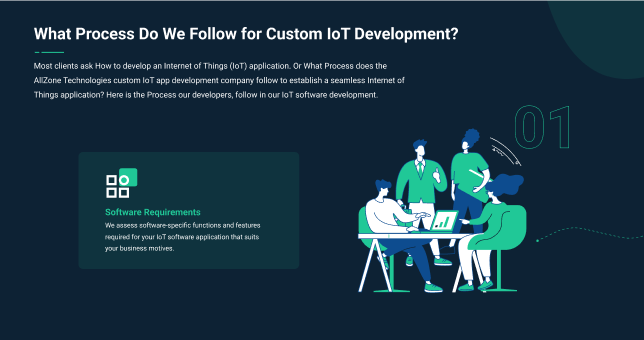 What Process Do We Follow for Custom IoT Development?
Most clients ask How to develop an Internet of Things (IoT) application. Or What Process does the
AllZone Technologies custom IoT app development company follow to establish a seamless Internet of
Things application? Here is the Process our developers, follow in our IoT software development.
01
Software Requirements
We assess software-specific functions and features
required for your IoT software application that suits
your business motives.